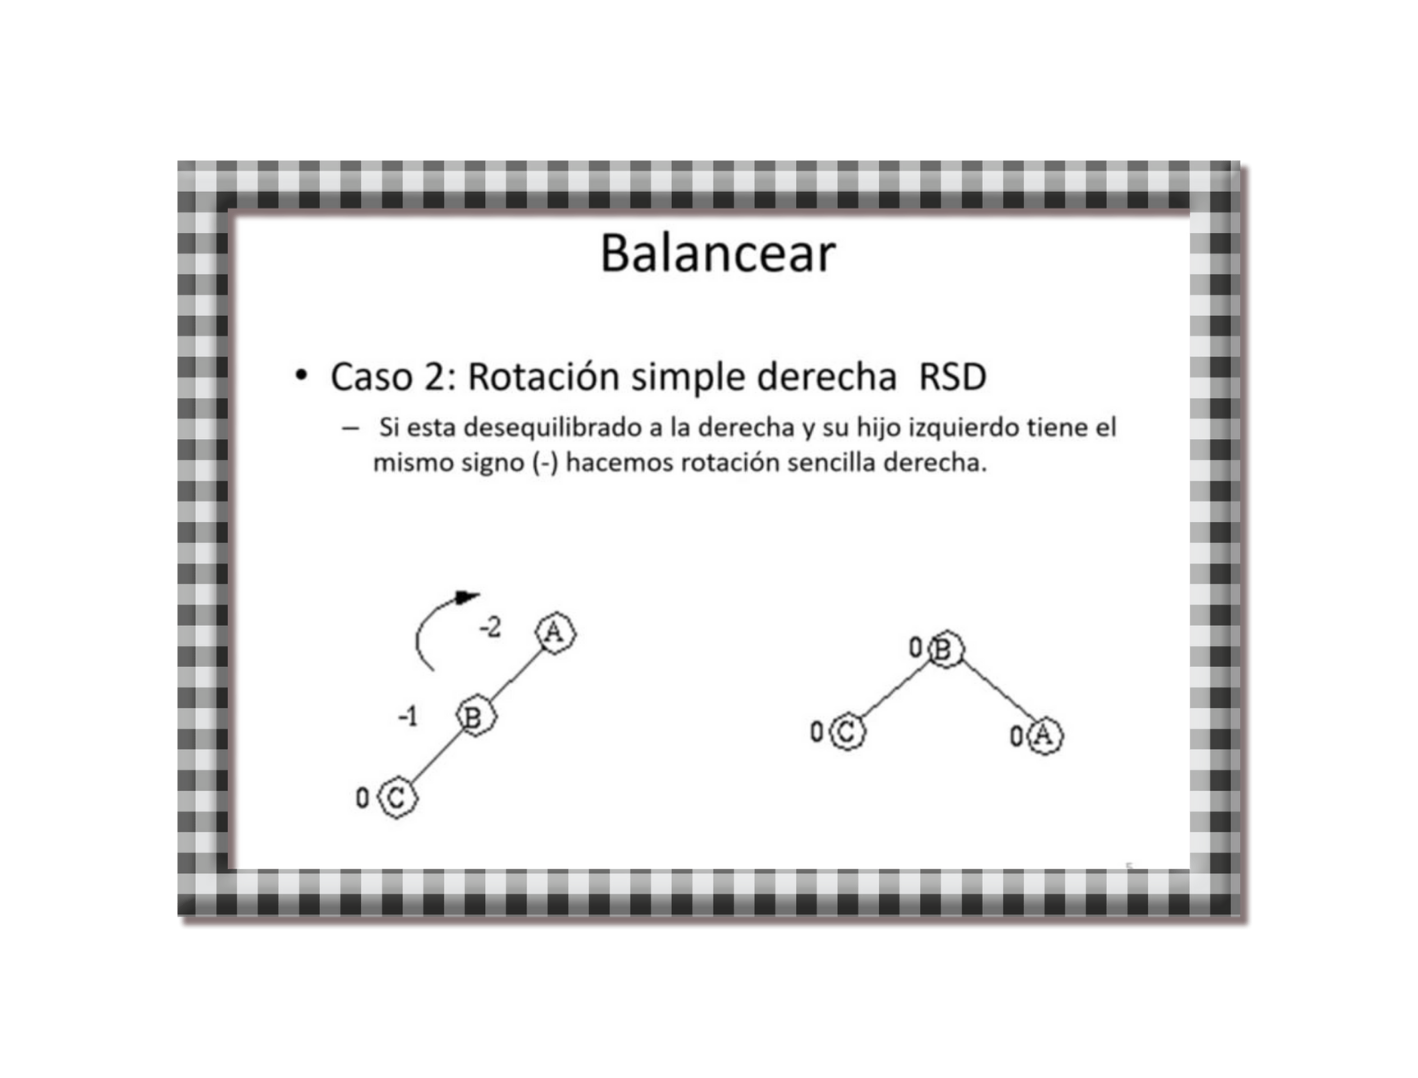 Balancear
• Caso 2: Rotación simple derecha RSD
– Si esta desequilibrado a la derecha y su hijo izquierdo tiene el
mismo signo (-) hacemos rotación sencilla derecha.
-2 A
-1 B
0 C
0 B
0 C
0 A